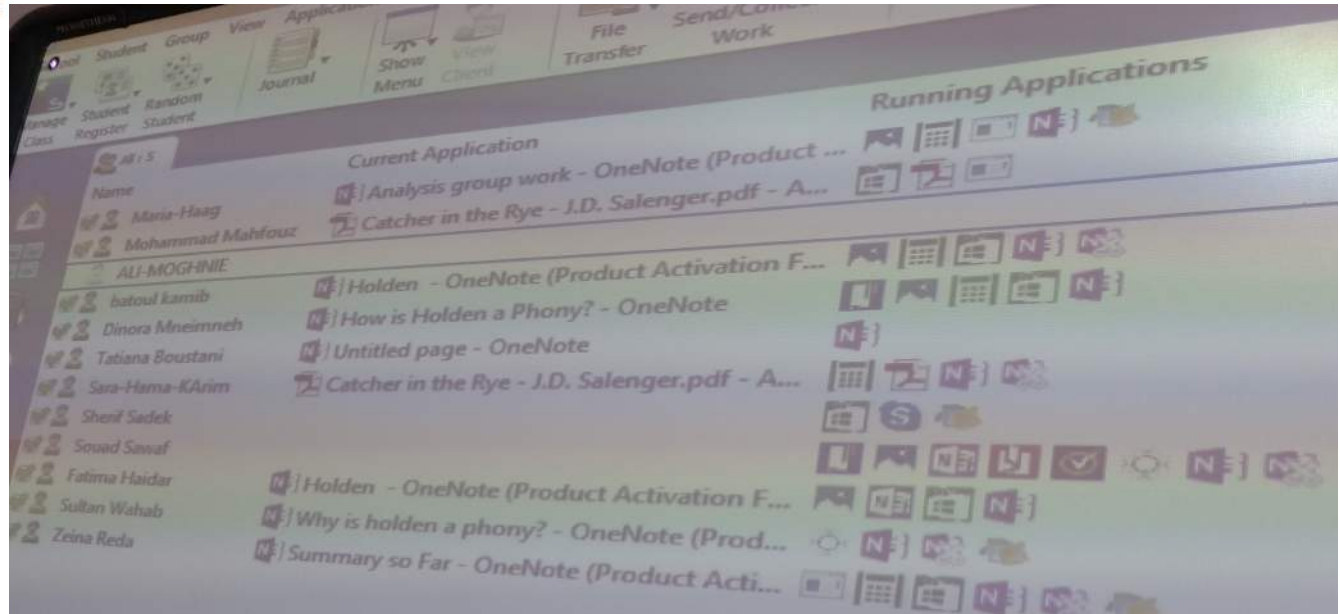 Student Group View
Student Register
Random Student
Journal
Show Menu
View Client
File Transfer
Work
All : 5
Name Current Application Running Applications
Maria-Haag Analysis group work - OneNote (Product ...
Mohammad Mahfouz Catcher in the Rye - J.D. Salenger.pdf - A...
ALI-MOGHNIE
batoul kamib Holden - OneNote (Product Activation F...
Dinora Mneimneh How is Holden a Phony? - OneNote
Tatiana Boustani Untitled page - OneNote
Sara-Hama-KArim Catcher in the Rye - J.D. Salenger.pdf - A...
Sherif Sadek
Souad Sawaf
Fatima Haidar Holden - OneNote (Product Activation F...
Sultan Wahab Why is holden a phony? - OneNote (Prod...
Zeina Reda Summary so Far - OneNote (Product Acti...